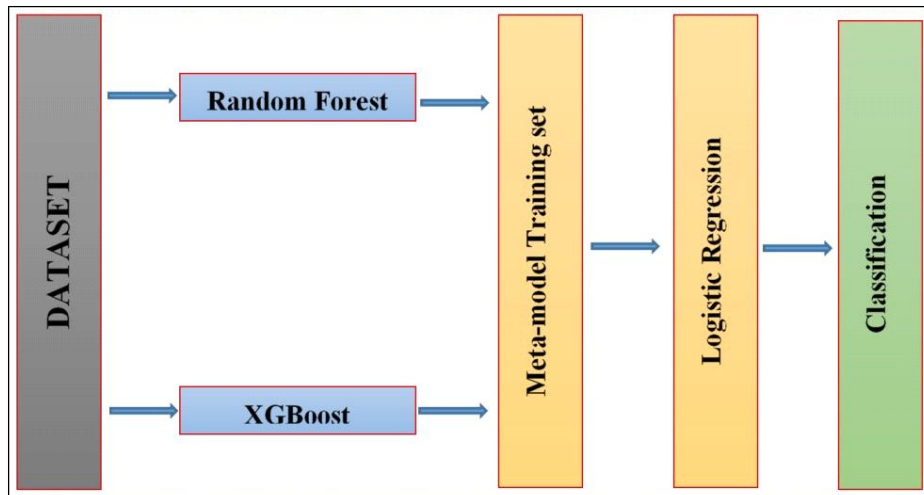 DATASET
Random Forest
XGBoost
Meta-model Training set
Logistic Regression
Classification